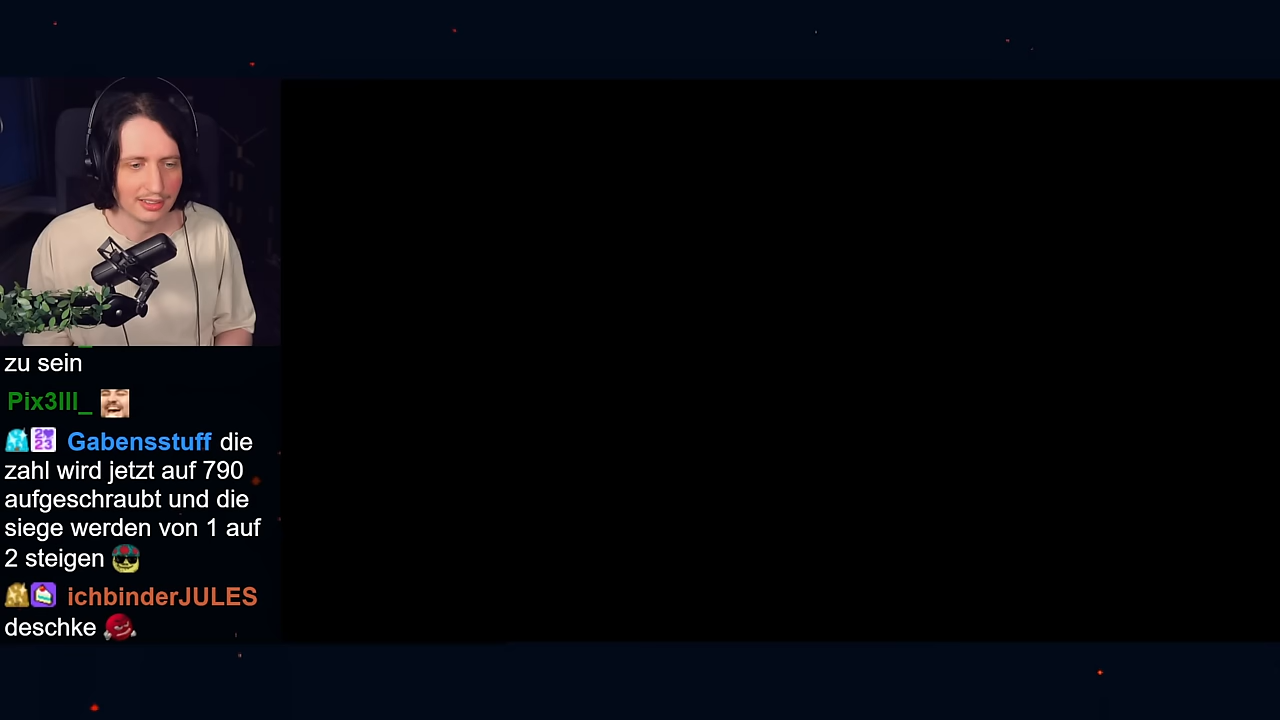 zu sein
Pix3lll_
Gabensstuff die
zahl wird jetzt auf 790
aufgeschraubt und die
siege werden von 1 auf
2 steigen
ichbinderJULES
deschke